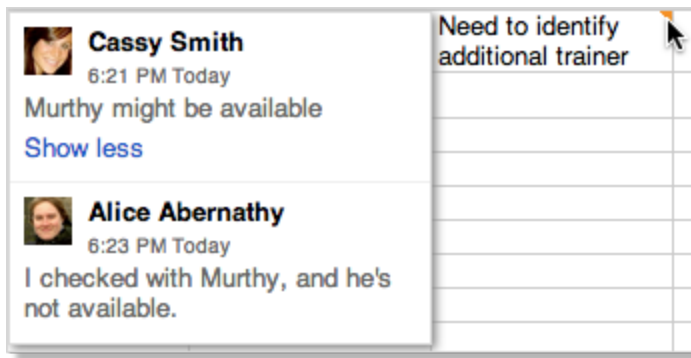 Cassy Smith
6:21 PM Today
Murthy might be available
Show less
Alice Abernathy
6:23 PM Today
I checked with Murthy, and he's
not available.
Need to identify
additional trainer